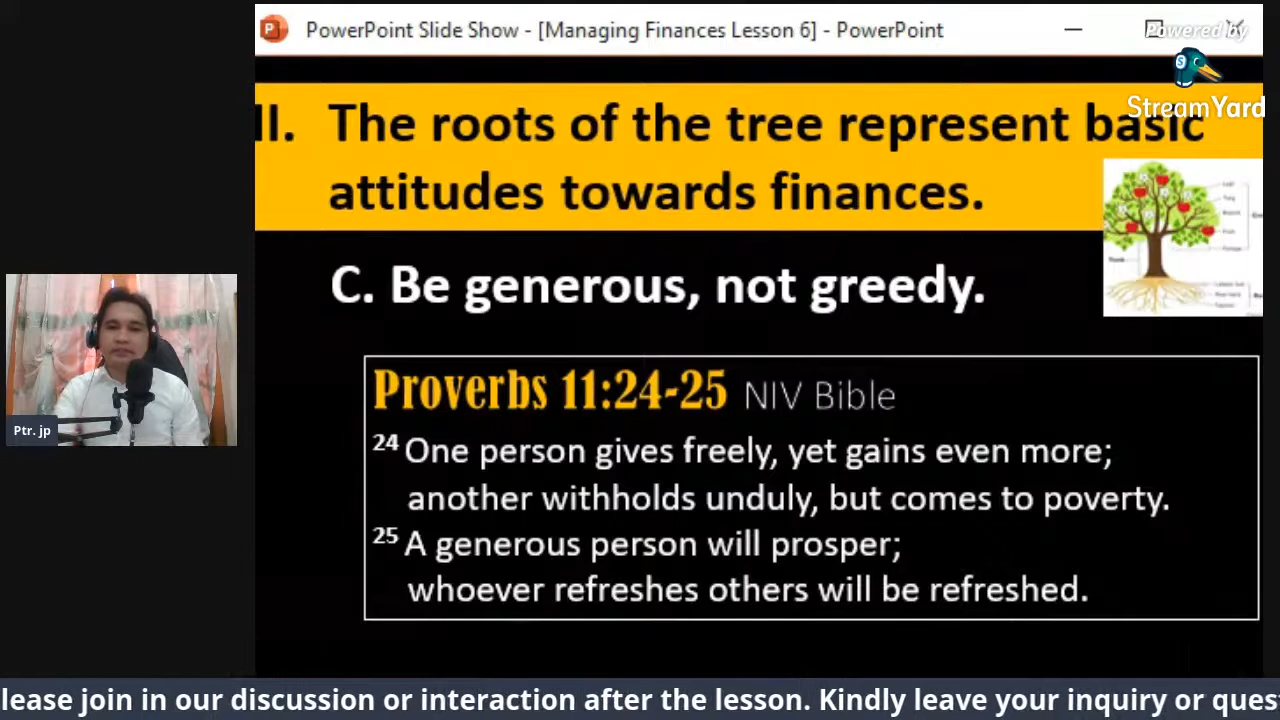 PowerPoint Slide Show - [Managing Finances Lesson 6] - PowerPoint
Powered by
StreamYard
II. The roots of the tree represent basic
attitudes towards finances.
C. Be generous, not greedy.
Proverbs 11:24-25 NIV Bible
24 One person gives freely, yet gains even more;
another withholds unduly, but comes to poverty.
25 A generous person will prosper;
whoever refreshes others will be refreshed.
Ptr. jp
lease join in our discussion or interaction after the lesson. Kindly leave your inquiry or ques